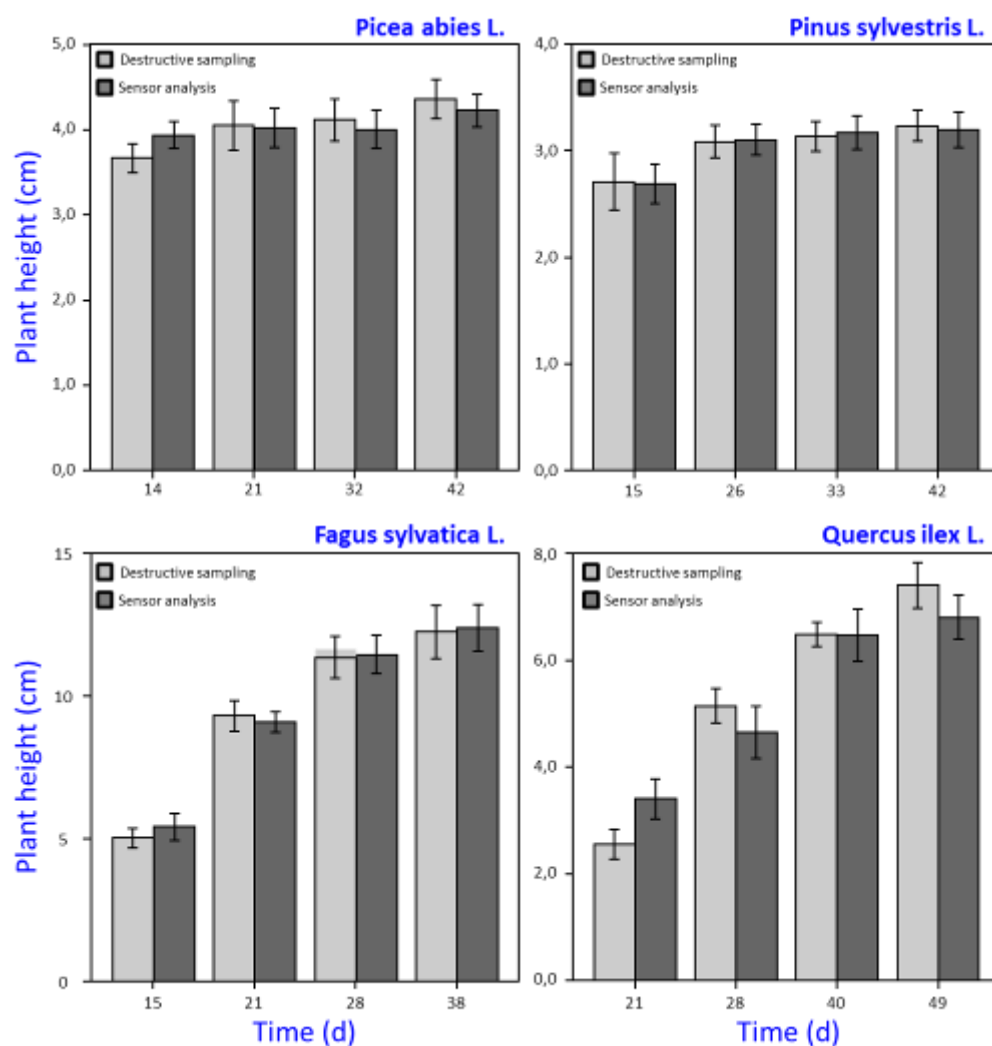 Picea abies L.
Pinus sylvestris L.
5,0
4,0
3,0
2,0
1,0
0,0
Destructive sampling
Sensor analysis
14 21 32 42
Plant height (cm)
4,0
3,0
2,0
1,0
0,0
Destructive sampling
Sensor analysis
15 26 33 42
Fagus sylvatica L.
Quercus ilex L.
15
10
5
0
Destructive sampling
Sensor analysis
15 21 28 38
Plant height (cm)
Time (d)
8,0
6,0
4,0
2,0
0,0
Destructive sampling
Sensor analysis
21 28 40 49
Time (d)